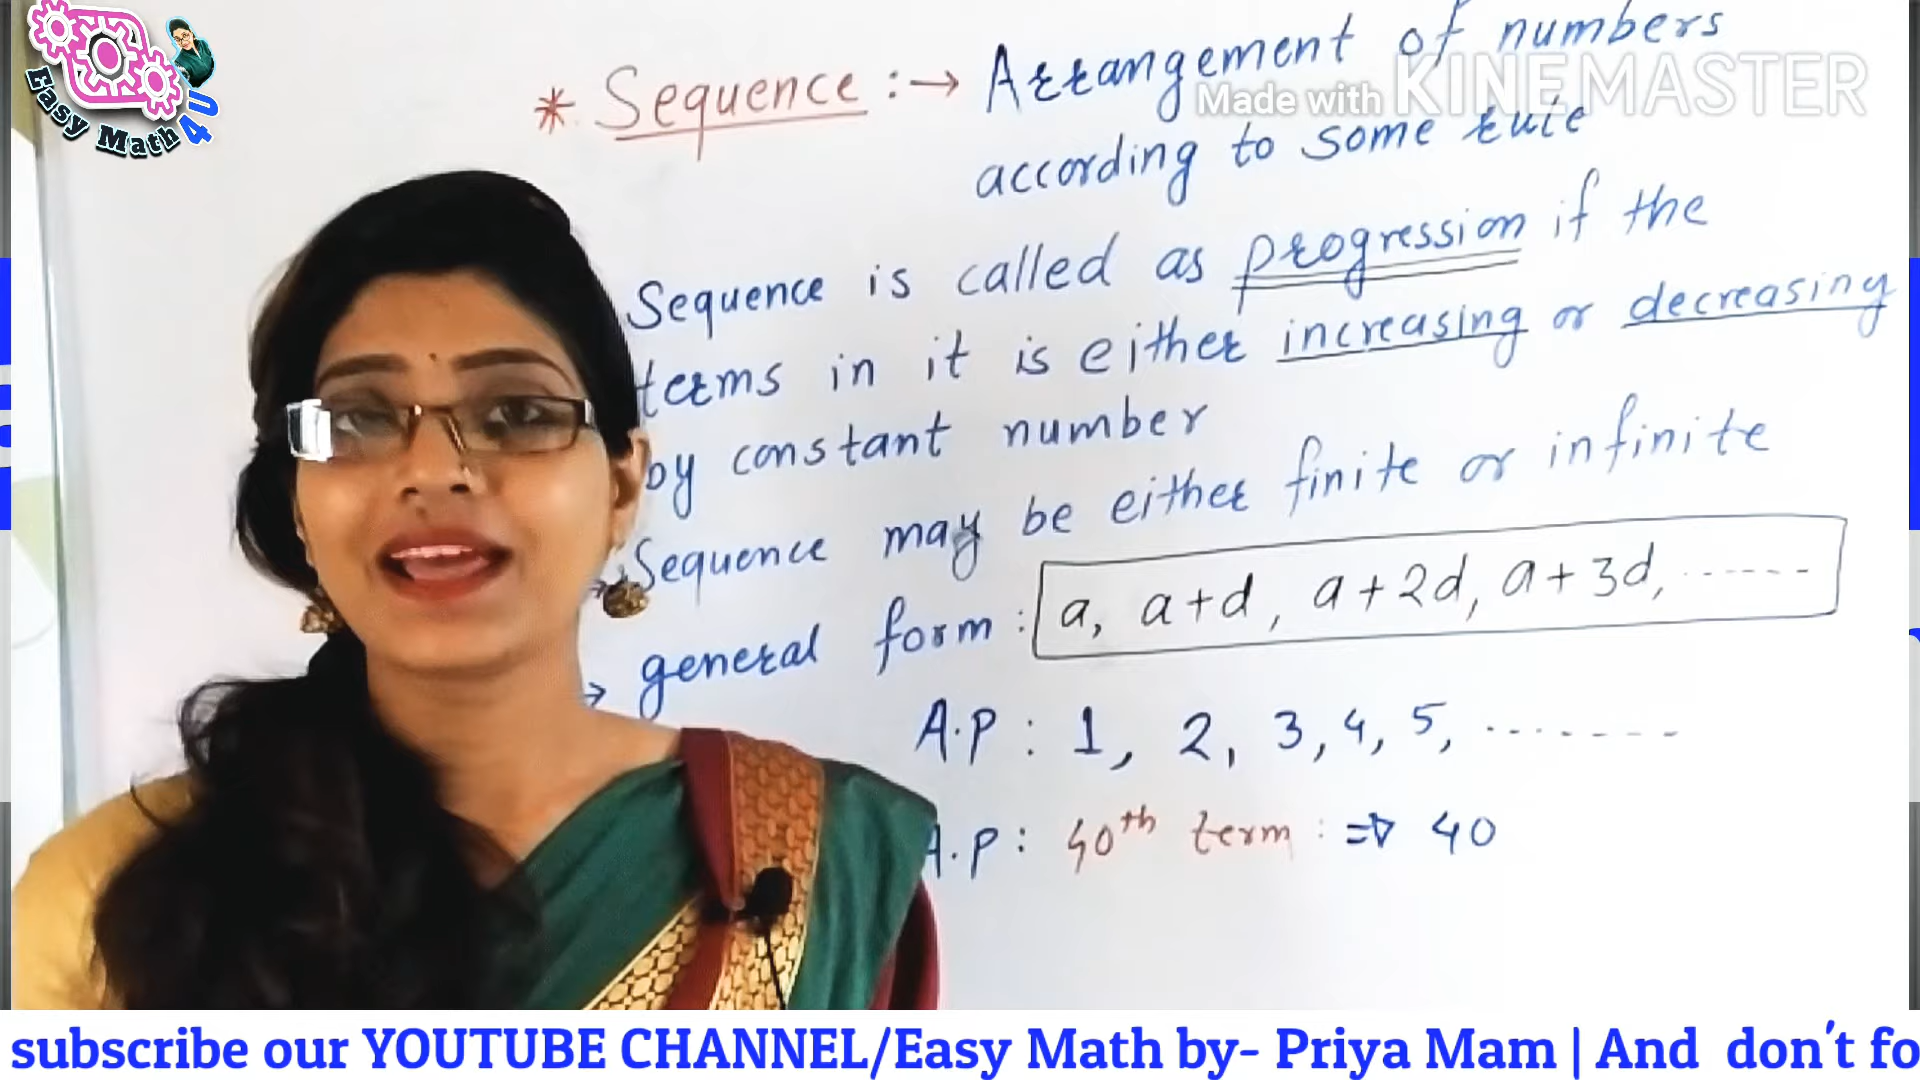 Easy Math 4U
* Sequence :→ Arrangement of numbers
Made with KINEMASTER
according to some rule
Sequence is called as progression if the
terms in it is either increasing or decreasing
by constant number
→ Sequence may be either finite or infinite
→ general form : a, a+d, a+2d, a+3d, ------
A.P : 1, 2, 3, 4, 5, -------
A.P : 40th term : ⇒ 40
subscribe our YOUTUBE CHANNEL/Easy Math by- Priya Mam | And don't fo